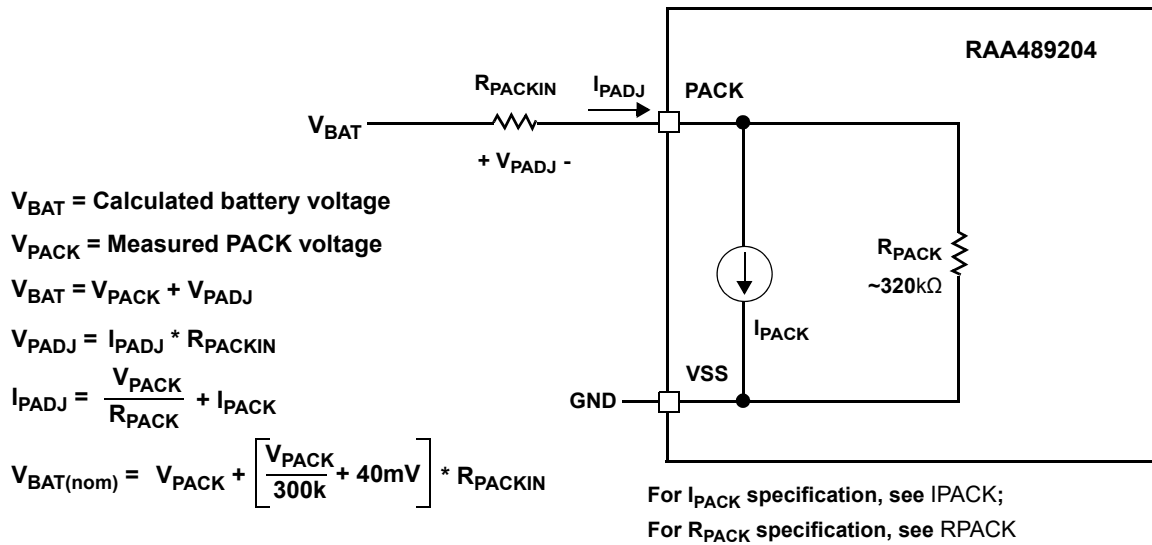 RAA489204
R_PACKIN
I_PADJ
PACK
V_BAT
+ V_PADJ -
V_BAT = Calculated battery voltage
V_PACK = Measured PACK voltage
V_BAT = V_PACK + V_PADJ
V_PADJ = I_PADJ * R_PACKIN
I_PADJ = V_PACK / R_PACK + I_PACK
V_BAT(nom) = V_PACK + [V_PACK / 300k + 40mV] * R_PACKIN
R_PACK
~320kΩ
I_PACK
VSS
GND
For I_PACK specification, see IPACK;
For R_PACK specification, see RPACK